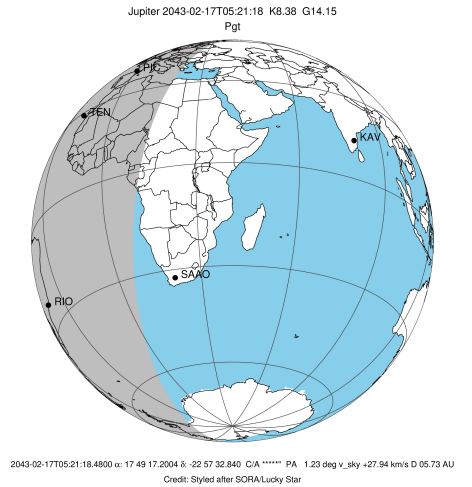 Jupiter 2043-02-17T05:21:18 K8.38 G14.15
Pgt
PIC
TEN
KAV
SAAO
RIO
2043-02-17T05:21:18.4800 α: 17 49 17.2004 δ: -22 57 32.840 C/A *****" PA 1.23 deg v_sky +27.94 km/s D 05.73 AU
Credit: Styled after SORA/Lucky Star